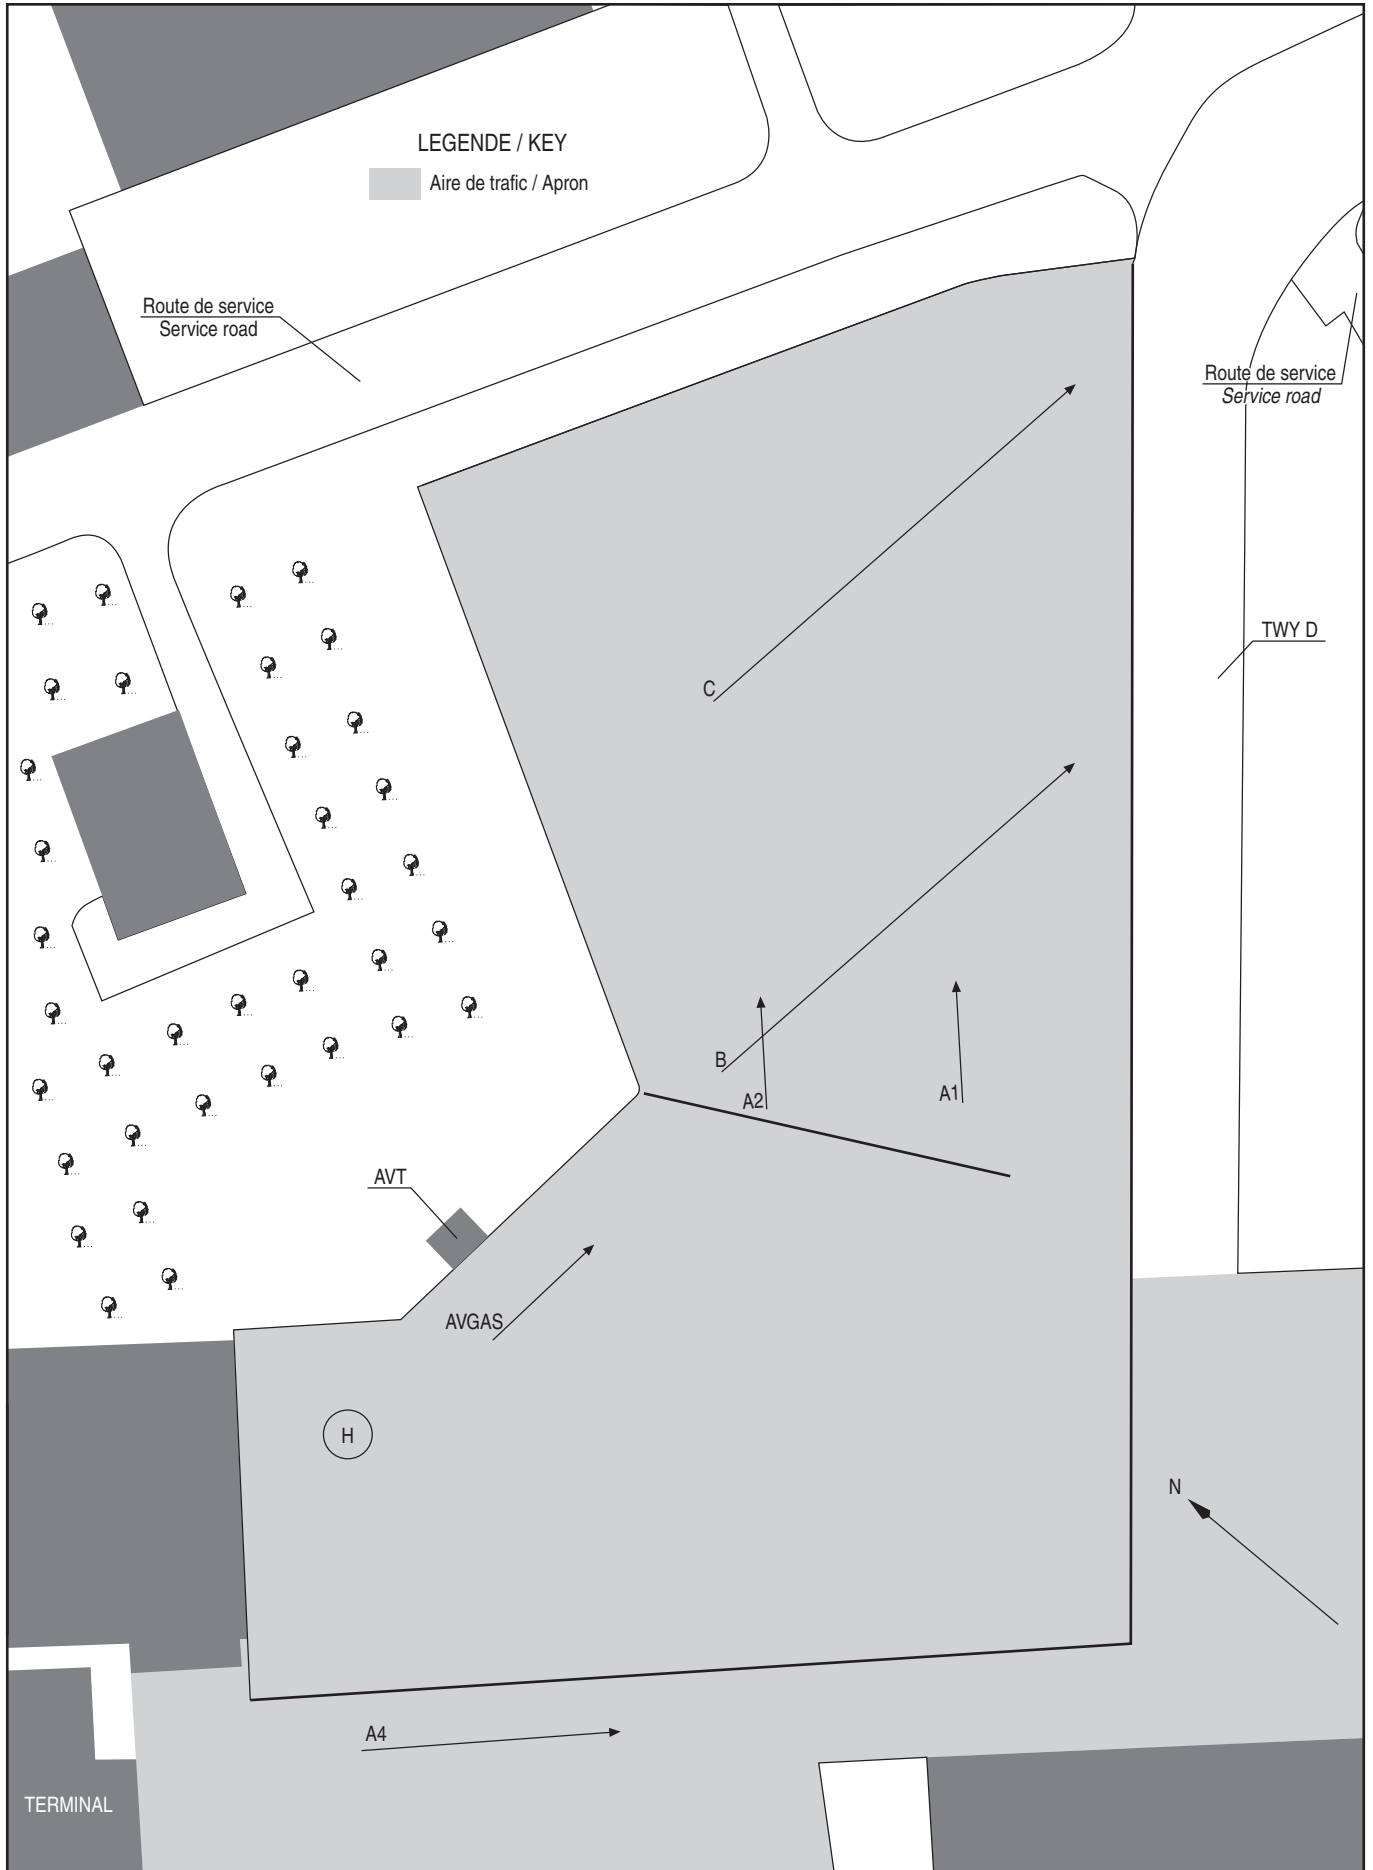 LEGENDE / KEY
Aire de trafic / Apron
Route de service
Service road
Route de service
Service road
TWY D
C
B
A2
A1
AVT
AVGAS
H
N
A4
TERMINAL